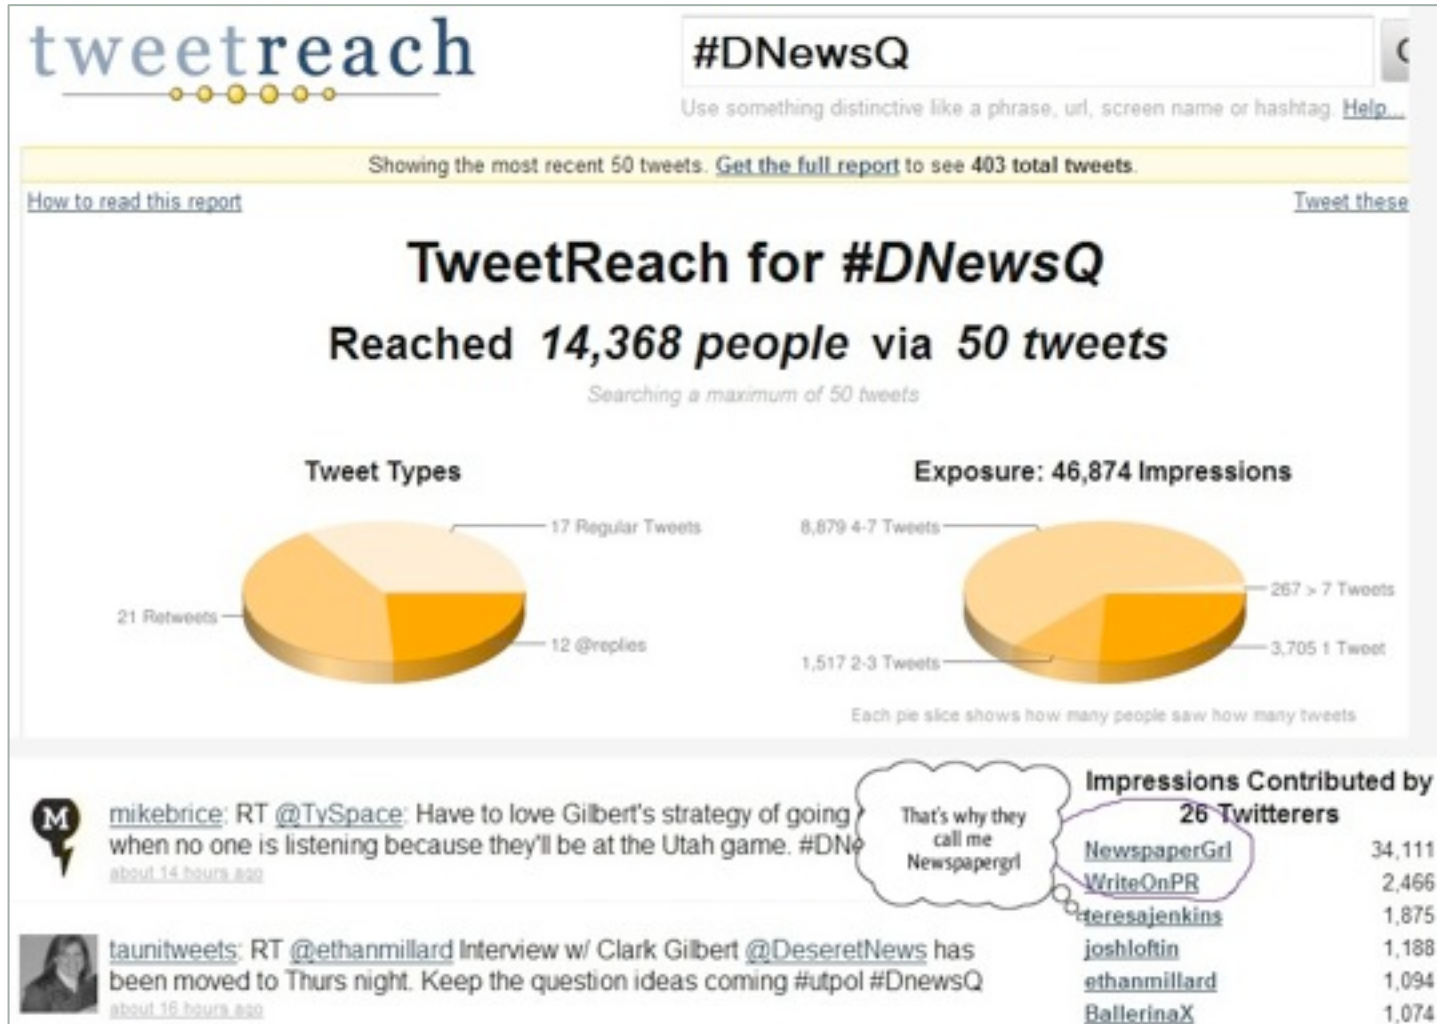 tweetreach
#DNewsQ
Use something distinctive like a phrase, url, screen name or hashtag. Help...
Showing the most recent 50 tweets. Get the full report to see 403 total tweets.
How to read this report
Tweet these
TweetReach for #DNewsQ
Reached 14,368 people via 50 tweets
Searching a maximum of 50 tweets
Tweet Types
17 Regular Tweets
21 Retweets
12 @replies
Exposure: 46,874 Impressions
8,879 4-7 Tweets
267 > 7 Tweets
3,705 1 Tweet
1,517 2-3 Tweets
Each pie slice shows how many people saw how many tweets
M
mikebrice: RT @TySpace: Have to love Gilbert's strategy of going
when no one is listening because they'll be at the Utah game. #DNe
about 14 hours ago
taunitweets: RT @ethanmillard Interview w/ Clark Gilbert @DeseretNews has
been moved to Thurs night. Keep the question ideas coming #utpol #DnewsQ
about 16 hours ago
That's why they
call me
Newspapergrl
Impressions Contributed by
26 Twitterers
NewspaperGrl 34,111
WriteOnPR 2,466
teresajenkins 1,875
joshloftin 1,188
ethanmillard 1,094
BallerinaX 1,074